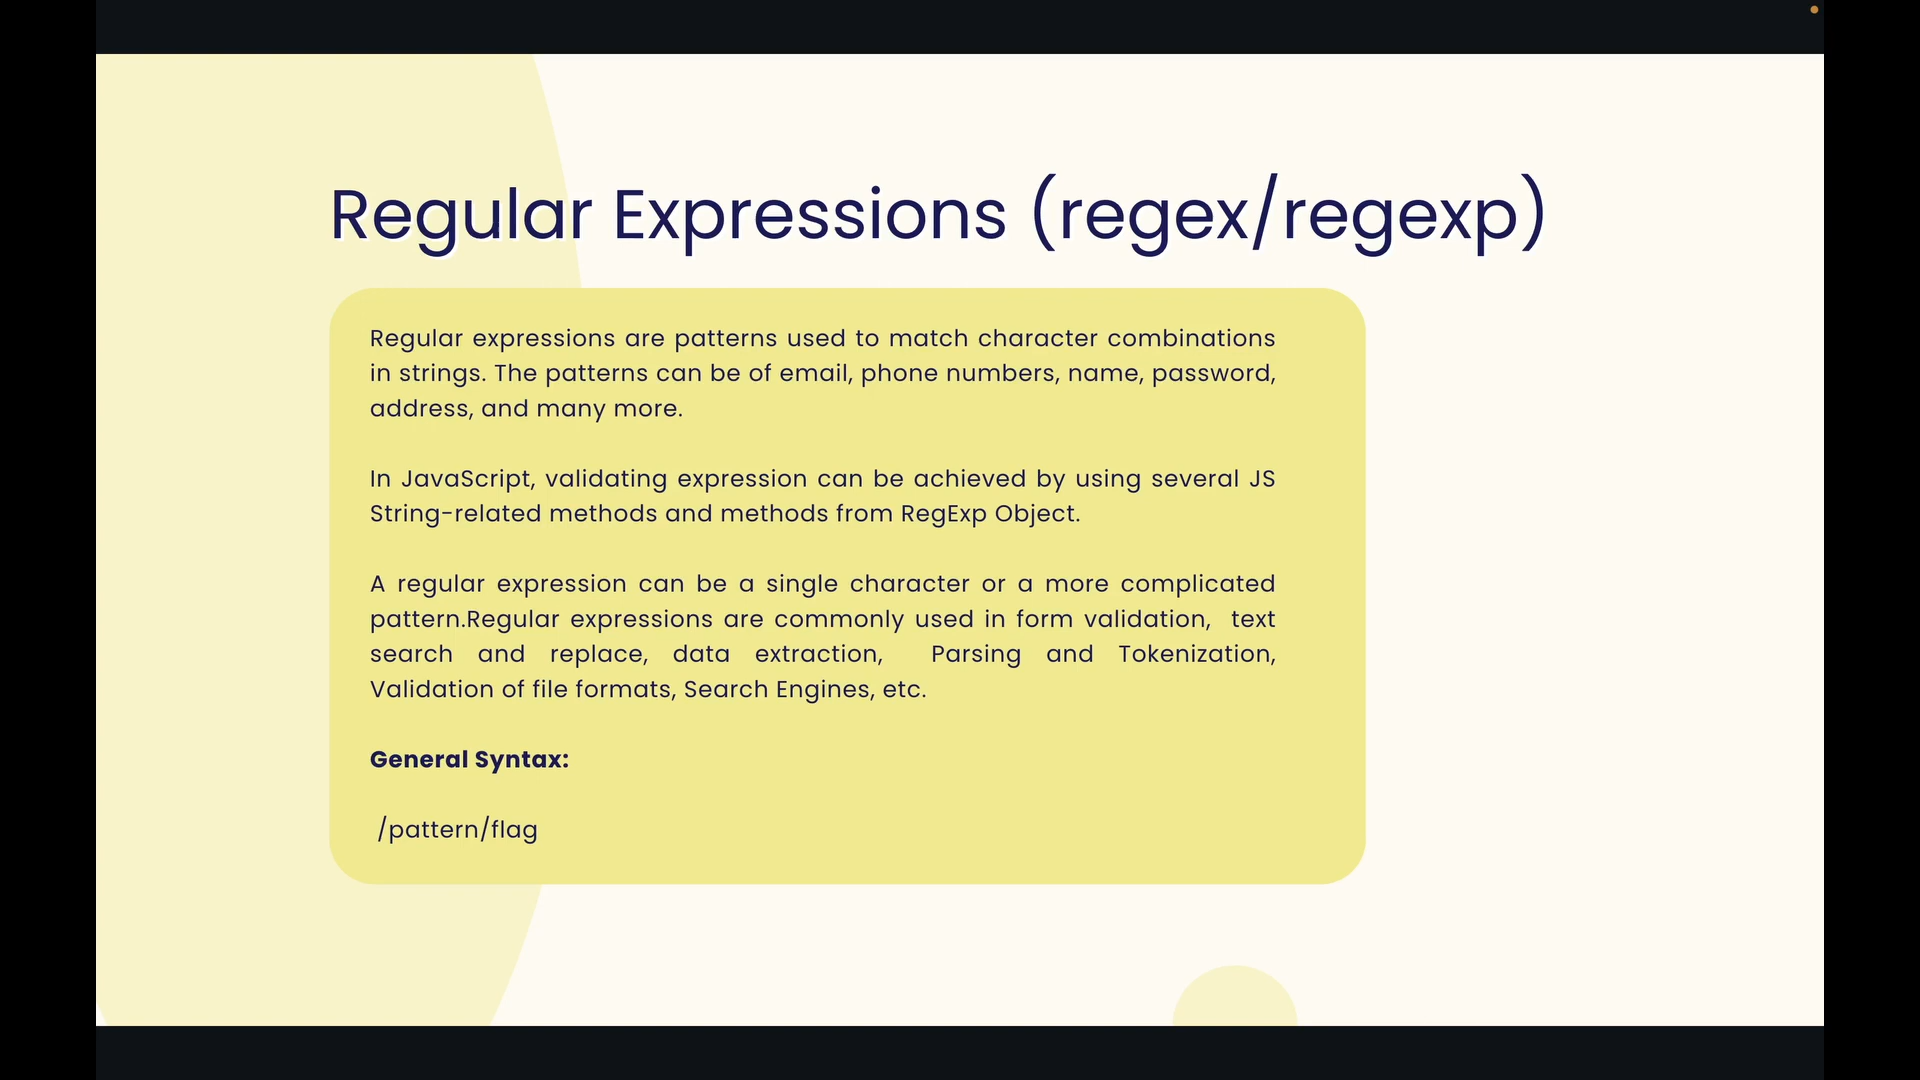 Regular Expressions (regex/regexp)
Regular expressions are patterns used to match character combinations
in strings. The patterns can be of email, phone numbers, name, password,
address, and many more.
In JavaScript, validating expression can be achieved by using several JS
String-related methods and methods from RegExp Object.
A regular expression can be a single character or a more complicated
pattern.Regular expressions are commonly used in form validation, text
search and replace, data extraction, Parsing and Tokenization,
Validation of file formats, Search Engines, etc.
General Syntax:
/pattern/flag